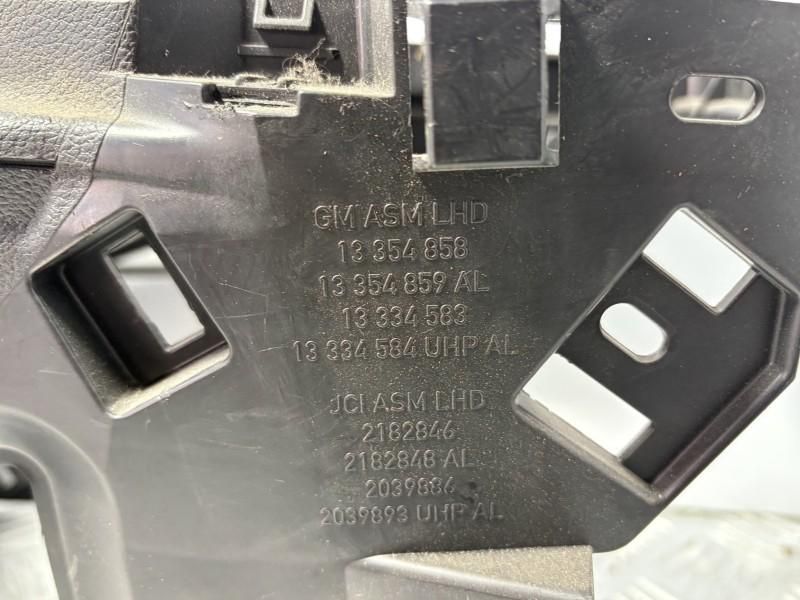 GM ASM LHD
13 354 858
13 354 859 AL
13 334 583
13 334 584 UHP AL
JCI ASM LHD
2182846
2182848 AL
2039884
2039893 UHP AL